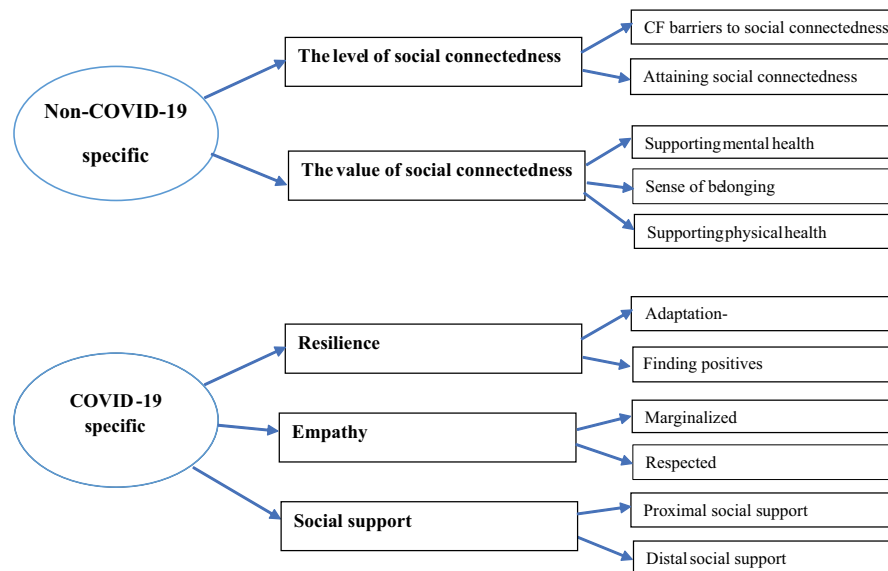 CF barriers to social connectedness
The level of social connectedness
Attaining social connectedness
Non-COVID-19
specific
Supporting mental health
The value of social connectedness
Sense of belonging
Supporting physical health
Adaptation-
Resilience
Finding positives
COVID-19
specific
Marginalized
Empathy
Respected
Proximal social support
Social support
Distal social support